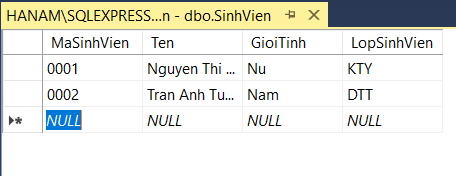 HANAM\SQLEXPRESS...n - dbo.SinhVien
MaSinhVien Ten GioiTinh LopSinhVien
0001 Nguyen Thi ... Nu KTY
0002 Tran Anh Tu... Nam DTT
NULL NULL NULL NULL